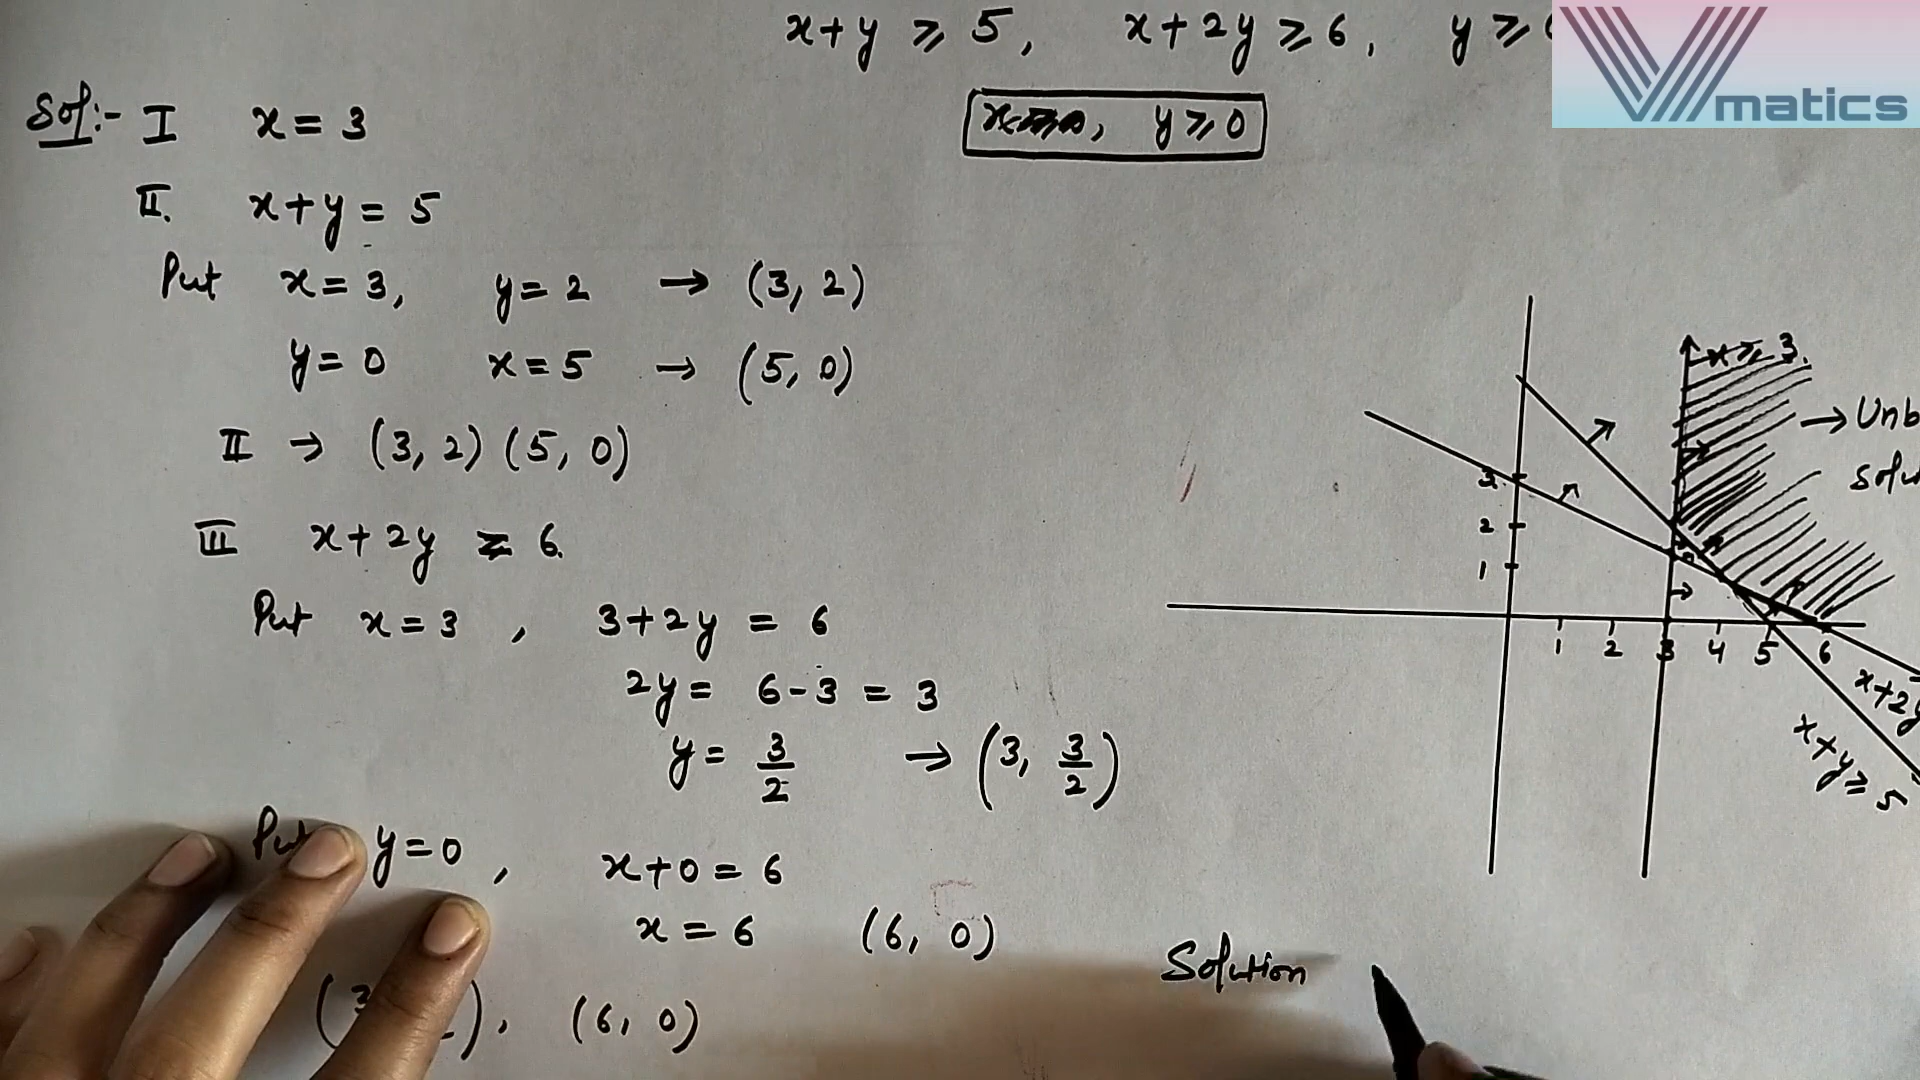 x+y ≥ 5, x+2y ≥ 6, y ≥
Vmatics
y ≥ 0
Sol:- I x = 3
II. x+y = 5
Put x = 3, y = 2 → (3, 2)
y = 0 x = 5 → (5, 0)
II → (3, 2) (5, 0)
III x+2y = 6.
Put x = 3 , 3+2y = 6
2y = 6-3 = 3
y = 3/2 → (3, 3/2)
Put y=0 , x+0 = 6
x = 6 (6, 0)
(3 ), (6, 0)
x ≥ 3.
→ Unb
solu
3
2
1
1 2 3 4 5 6
x+2y
x+y ≥ 5
Solution